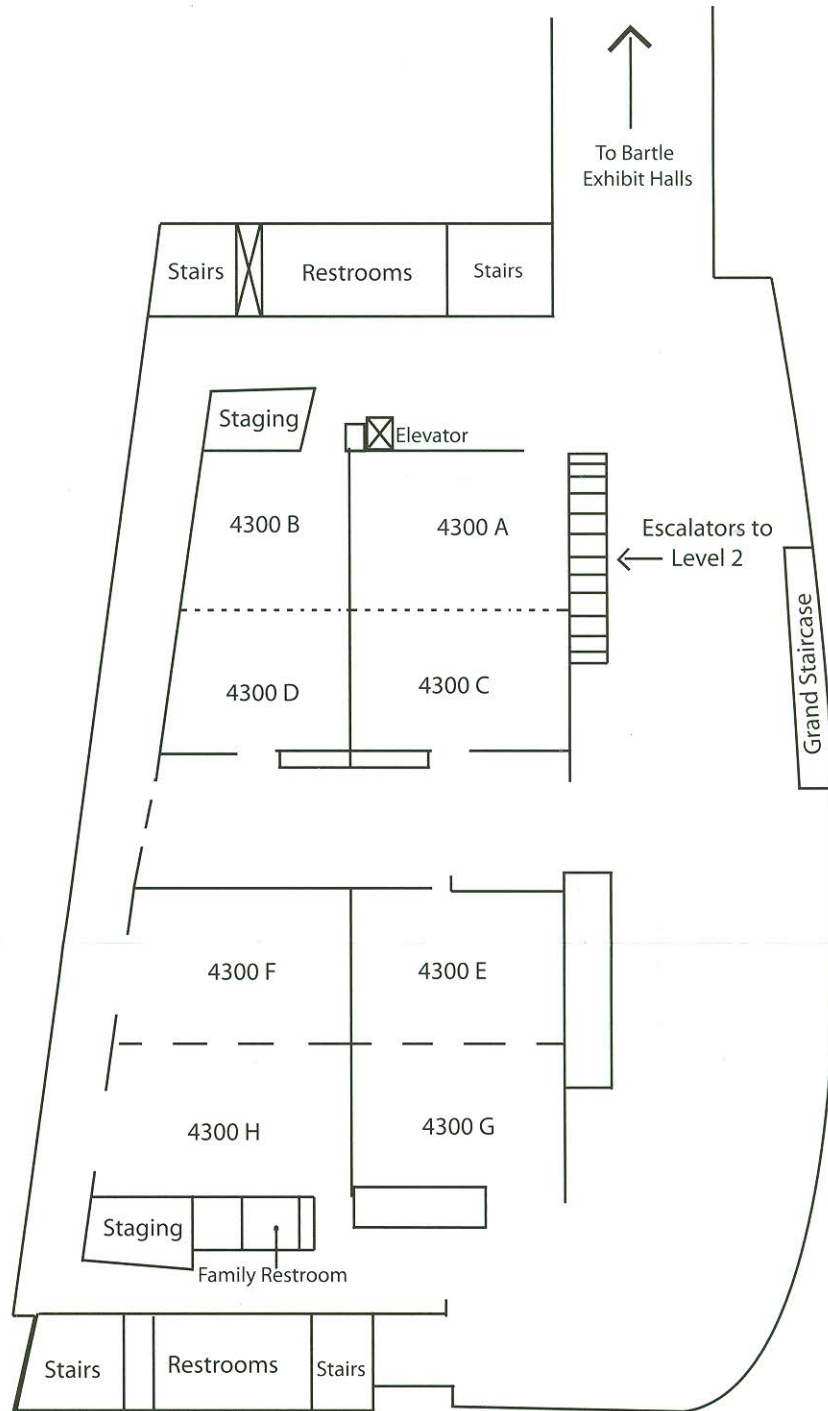 To Bartle
Exhibit Halls
Stairs
Restrooms
Stairs
Staging
Elevator
4300 B
4300 A
Escalators to
Level 2
Grand Staircase
4300 D
4300 C
4300 F
4300 E
4300 H
4300 G
Staging
Family Restroom
Stairs
Restrooms
Stairs